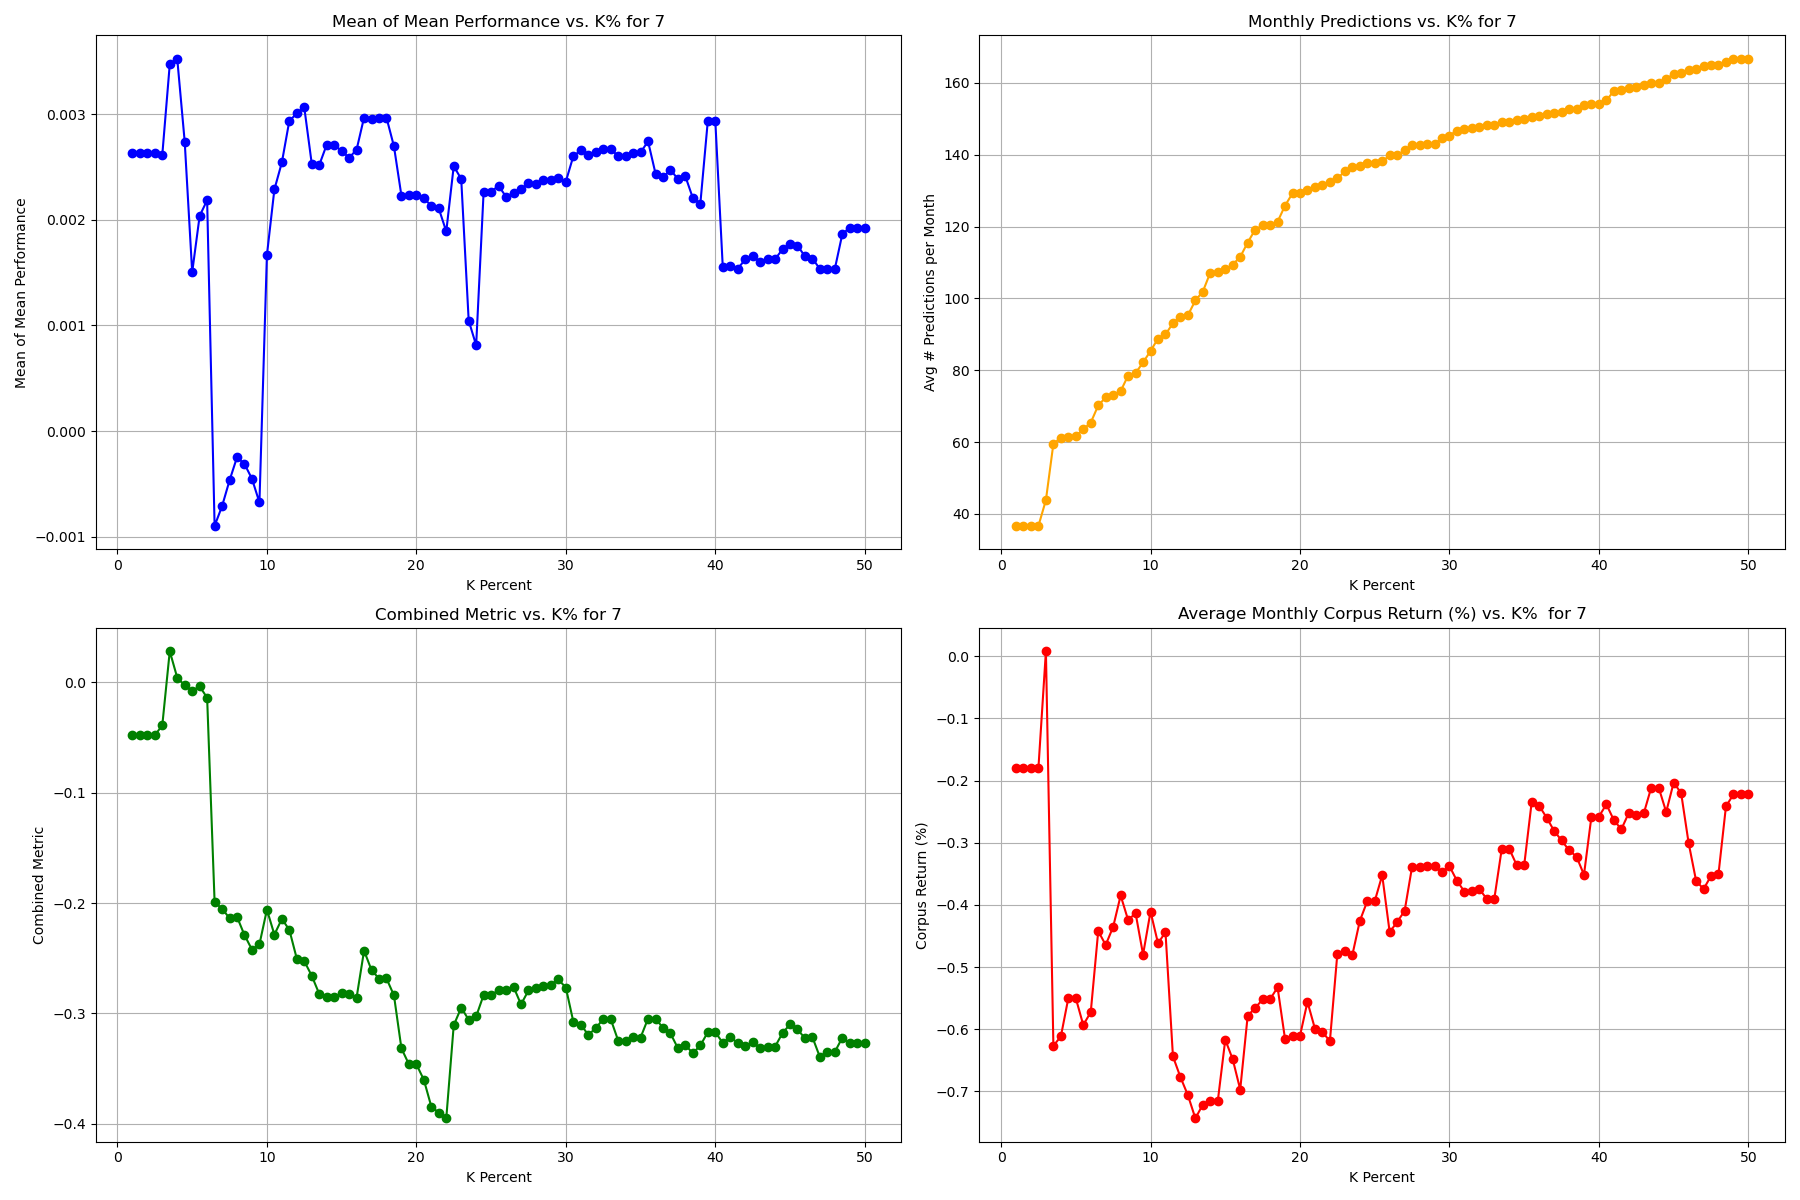 Mean of Mean Performance vs. K% for 7
Mean of Mean Performance
0.003
0.002
0.001
0.000
−0.001
0 10 20 30 40 50
K Percent
Monthly Predictions vs. K% for 7
Avg # Predictions per Month
160
140
120
100
80
60
40
0 10 20 30 40 50
K Percent
Combined Metric vs. K% for 7
Combined Metric
0.0
−0.1
−0.2
−0.3
−0.4
0 10 20 30 40 50
K Percent
Average Monthly Corpus Return (%) vs. K%  for 7
Corpus Return (%)
0.0
−0.1
−0.2
−0.3
−0.4
−0.5
−0.6
−0.7
0 10 20 30 40 50
K Percent